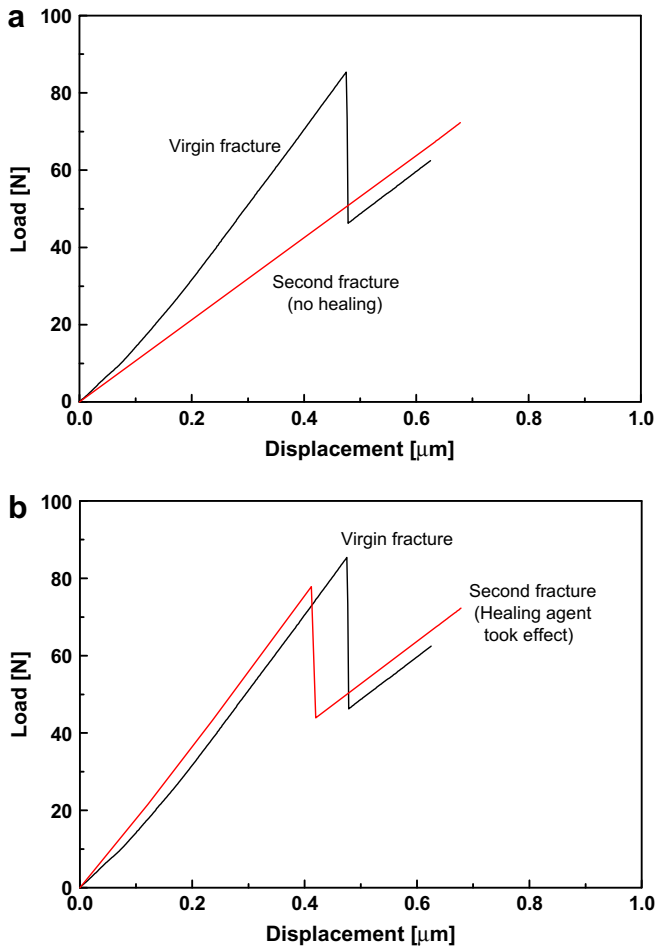 a
100
80
60
40
20
0
Load [N]
Virgin fracture
Second fracture
(no healing)
0.0 0.2 0.4 0.6 0.8 1.0
Displacement [μm]
b
100
80
60
40
20
0
Load [N]
Virgin fracture
Second fracture
(Healing agent
took effect)
0.0 0.2 0.4 0.6 0.8 1.0
Displacement [μm]